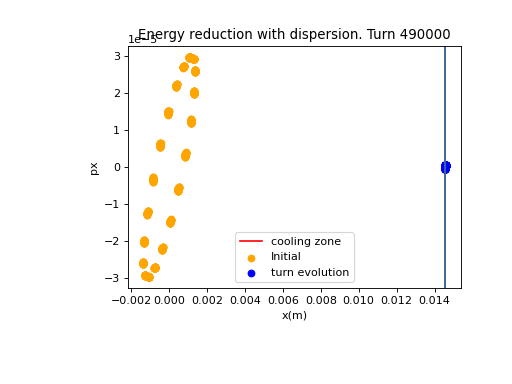 Energy reduction with dispersion. Turn 490000
1e−5
3
2
1
0
−1
−2
−3
px
cooling zone
Initial
turn evolution
−0.002 0.000 0.002 0.004 0.006 0.008 0.010 0.012 0.014
x(m)